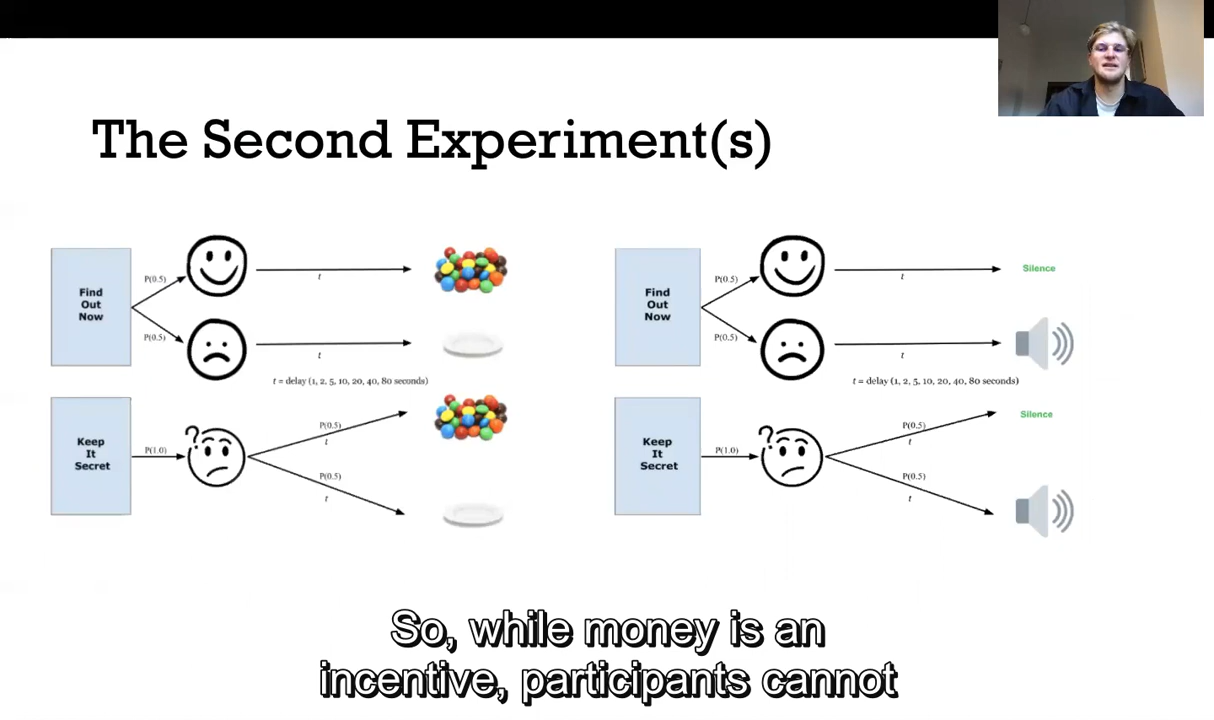 The Second Experiment(s)
Find
Out
Now
P(0.5)
P(0.5)
t
t
t = delay (1, 2, 5, 10, 20, 40, 80 seconds)
Keep
It
Secret
P(1.0)
?
P(0.5)
t
P(0.5)
t
Find
Out
Now
P(0.5)
P(0.5)
t
Silence
t
t = delay (1, 2, 5, 10, 20, 40, 80 seconds)
Keep
It
Secret
P(1.0)
?
P(0.5)
t
Silence
P(0.5)
t
So, while money is an
incentive, participants cannot